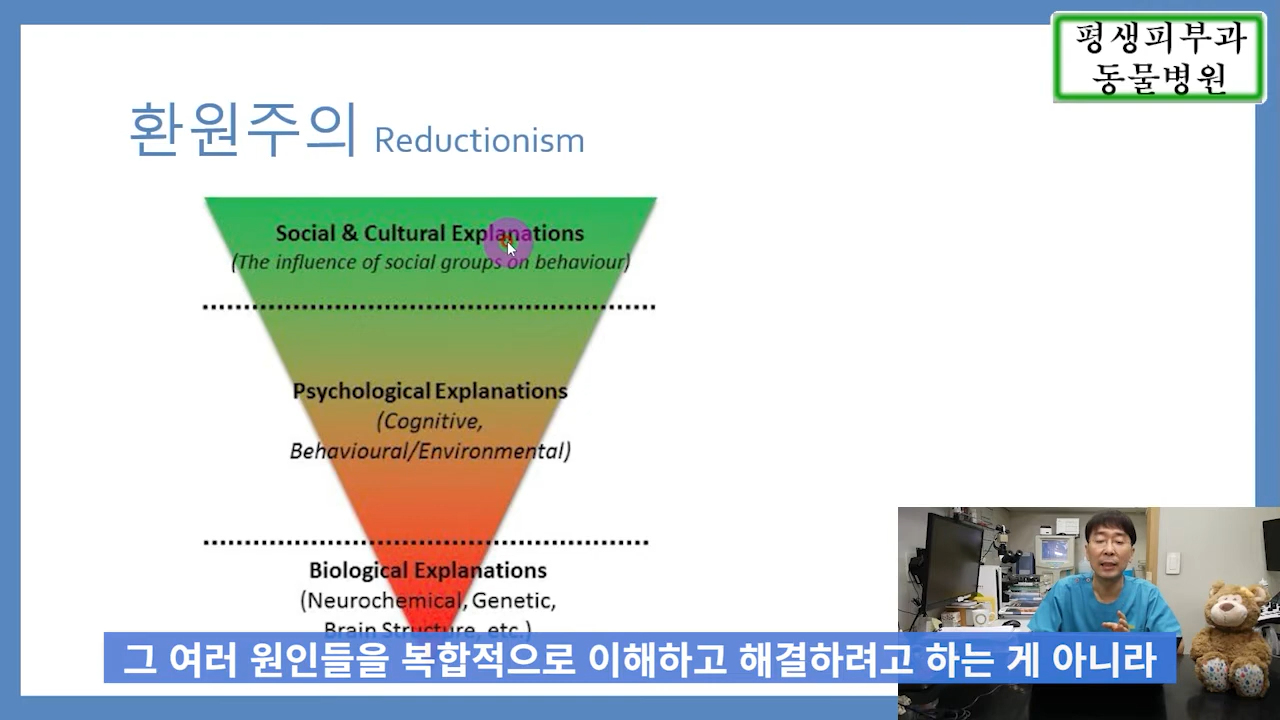 평생피부과
동물병원
환원주의 Reductionism
Social & Cultural Explanations
(The influence of social groups on behaviour)
Psychological Explanations
(Cognitive,
Behavioural/Environmental)
Biological Explanations
(Neurochemical, Genetic,
Brain Structure, etc.)
그 여러 원인들을 복합적으로 이해하고 해결하려고 하는 게 아니라